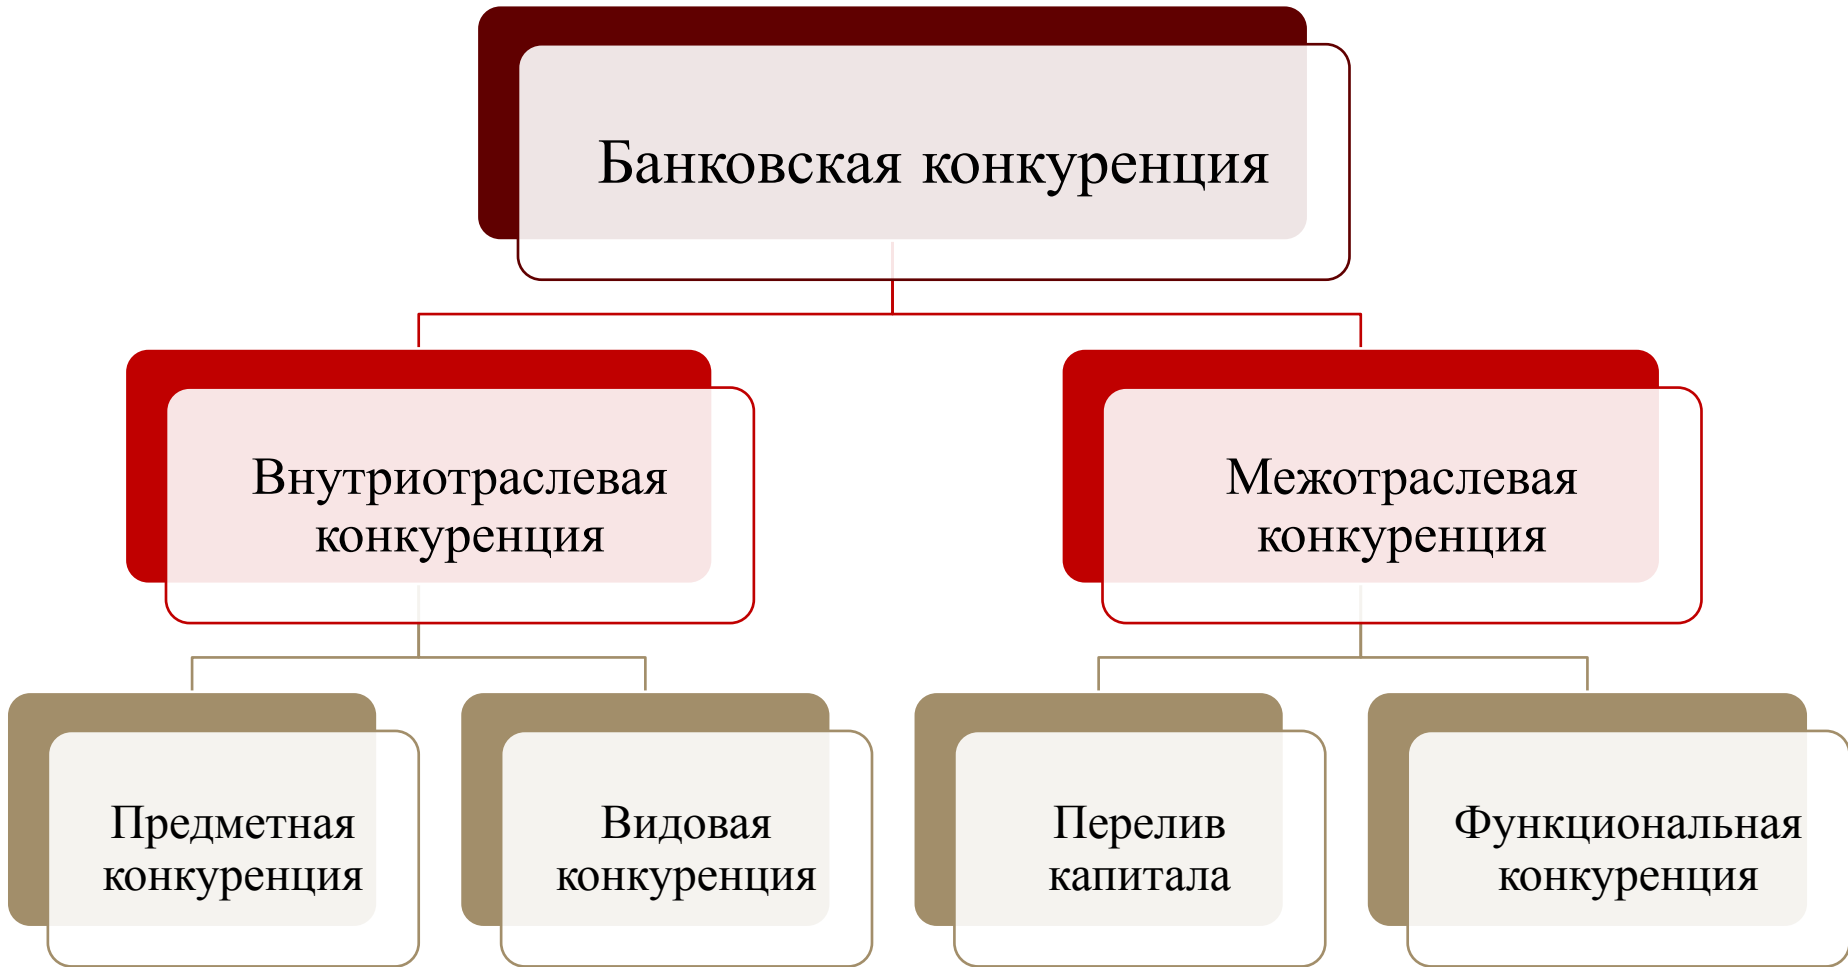 Банковская конкуренция
Внутриотраслевая
конкуренция
Межотраслевая
конкуренция
Предметная
конкуренция
Видовая
конкуренция
Перелив
капитала
Функциональная
конкуренция